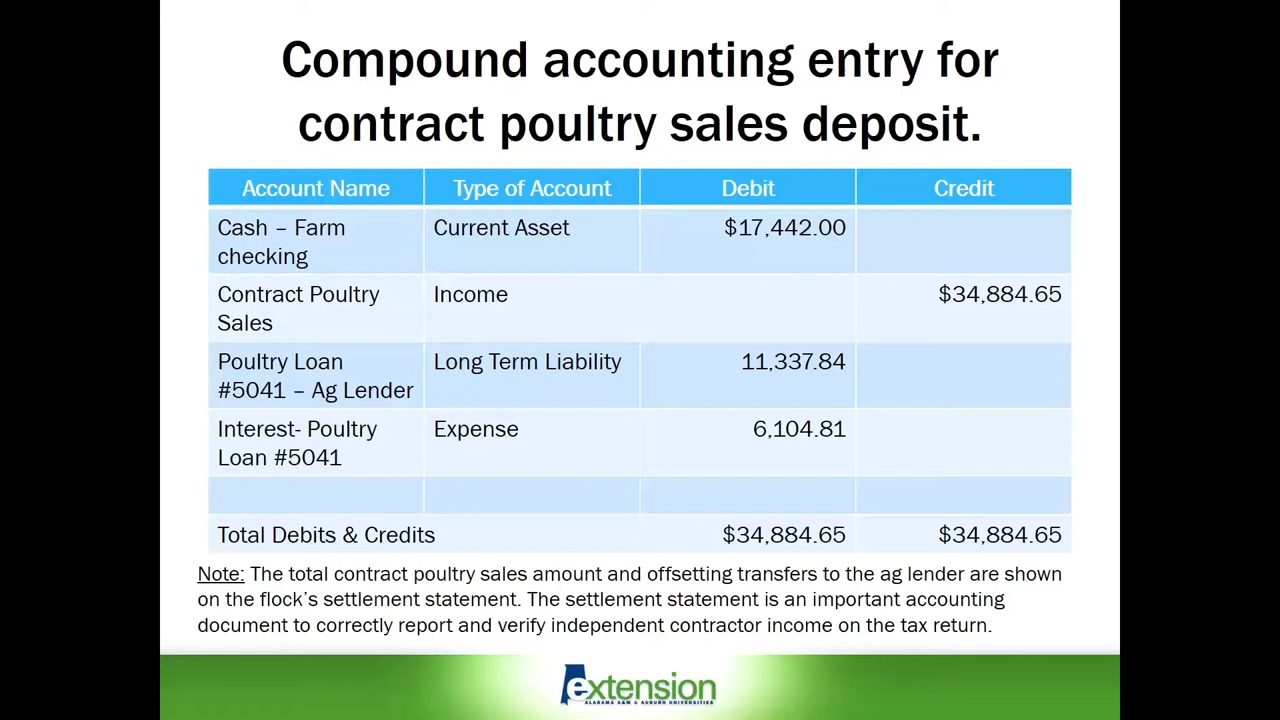 Compound accounting entry for
contract poultry sales deposit.
Account Name Type of Account Debit Credit
Cash – Farm Current Asset $17,442.00
checking
Contract Poultry Income $34,884.65
Sales
Poultry Loan Long Term Liability 11,337.84
#5041 – Ag Lender
Interest- Poultry Expense 6,104.81
Loan #5041
Total Debits & Credits $34,884.65 $34,884.65
Note: The total contract poultry sales amount and offsetting transfers to the ag lender are shown
on the flock's settlement statement. The settlement statement is an important accounting
document to correctly report and verify independent contractor income on the tax return.
extension
ALABAMA A&M & AUBURN UNIVERSITIES